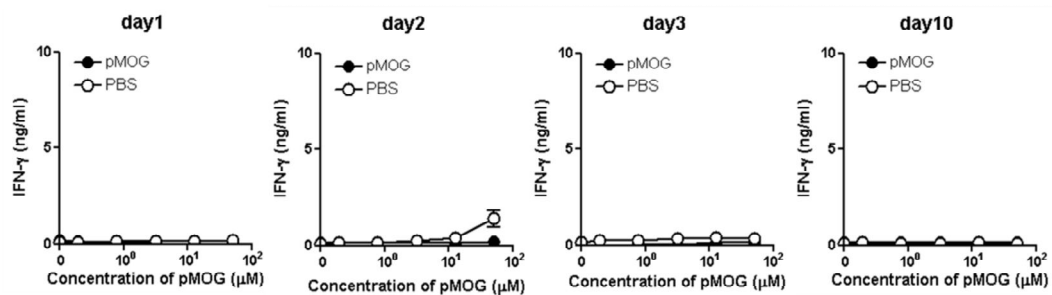 day1
10
5
0
pMOG
PBS
IFN-γ (ng/ml)
0
10⁰
10¹
10²
Concentration of pMOG (μM)
day2
10
5
0
pMOG
PBS
IFN-γ (ng/ml)
0
10⁰
10¹
10²
Concentration of pMOG (μM)
day3
10
5
0
pMOG
PBS
IFN-γ (ng/ml)
0
10⁰
10¹
10²
Concentration of pMOG (μM)
day10
10
5
0
pMOG
PBS
IFN-γ (ng/ml)
0
10⁰
10¹
10²
Concentration of pMOG (μM)